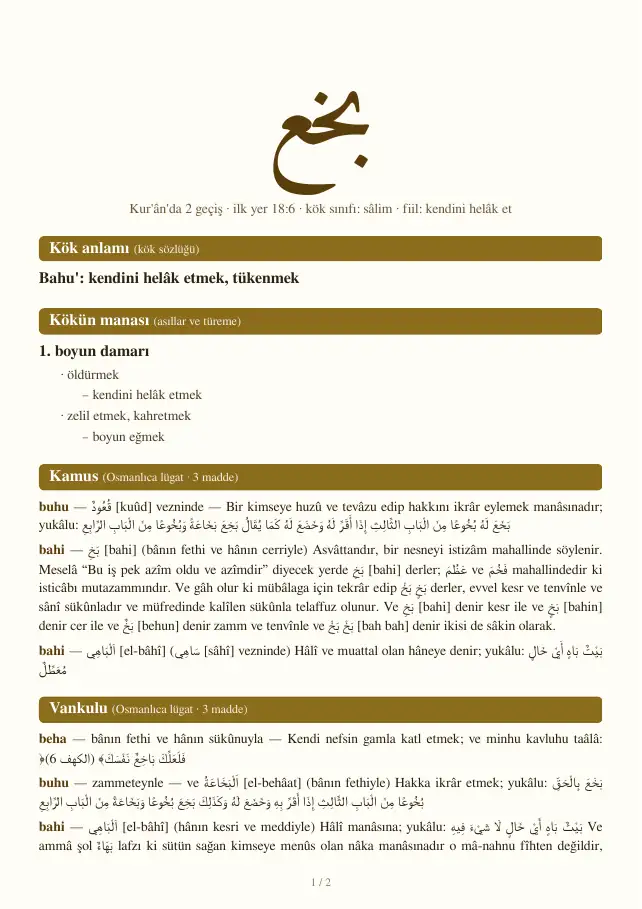 بخع
Kur'ân'da 2 geçiş · ilk yer 18:6 · kök sınıfı: sâlim · fiil: kendini helâk et
Kök anlamı (kök sözlüğü)
Bahu': kendini helâk etmek, tükenmek
Kökün manası (asıllar ve türeme)
1. boyun damarı
· öldürmek
– kendini helâk etmek
· zelil etmek, kahretmek
– boyun eğmek
Kamus (Osmanlıca lügat · 3 madde)
buhu — قُعُودٌ [kuûd] vezninde — Bir kimseye huzû ve tevâzu edip hakkını ikrâr eylemek manâsınadır;
yukâlu: بَخَعَ لَهُ بُخُوعًا مِنَ الْبَابِ الثَّالِثِ إِذَا أَقَرَّ لَهُ وَخَضَعَ لَهُ كَمَا يُقَالُ بَخِعَ بَخَاعَةً وَبُخُوعًا مِنَ الْبَابِ الرَّابِعِ
bahi — بَخِ [bahi] (bânın fethi ve hânın cerriyle) Asvâttandır, bir nesneyi istizâm mahallinde söylenir.
Meselâ “Bu iş pek azîm oldu ve azîmdir” diyecek yerde بَخِ [bahi] derler; عَظُمَ ve فَخُمَ mahallindedir ki
isticâbı mutazammındır. Ve gâh olur ki mübâlaga için tekrâr edip بَخٍ بَخْ derler, evvel kesr ve tenvînle ve
sânî sükûnladır ve müfredinde kalîlen sükûnla telaffuz olunur. Ve بَخِ [bahi] denir kesr ile ve بَخٍ [bahin]
denir cer ile ve بَخٌ [behun] denir zamm ve tenvînle ve بَخْ بَخْ [bah bah] denir ikisi de sâkin olarak.
bahi — اَلْبَاهِي [el-bâhî] (سَاهِي [sâhî] vezninde) Hâlî ve muattal olan hâneye denir; yukâlu: بَيْتٌ بَاهٍ أَيْ خَالٍ
مُعَطَّلٌ
Vankulu (Osmanlıca lügat · 3 madde)
beha — bânın fethi ve hânın sükûnuyla — Kendi nefsin gamla katl etmek; ve minhu kavluhu taâlâ:
﴿فَلَعَلَّكَ بَاخِعٌ نَفْسَكَ﴾ (الكهف 6)
buhu — zammeteynle — ve اَلْبَخَاعَةُ [el-behâat] (bânın fethiyle) Hakka ikrâr etmek; yukâlu: بَخَعَ بِالْحَقّ
بُخُوعًا مِنَ الْبَابِ الثَّالِثِ إِذَا أَقَرَّ بِهِ وَخَضَعَ لَهُ وَكَذَلِكَ بَخِعَ بُخُوعًا وَبَخَاعَةً مِنَ الْبَابِ الرَّابِعِ
bahi — اَلْبَاهِي [el-bâhî] (hânın kesri ve meddiyle) Hâlî manâsına; yukâlu: بَيْتٌ بَاهٍ أَيْ خَالٍ لَا شَيْءَ فِيهِ Ve
ammâ şol بَهَاءٌ lafzı ki sütün sağan kimseye menûs olan nâka manâsınadır o mâ-nahnu fîhten değildir,
1 / 2